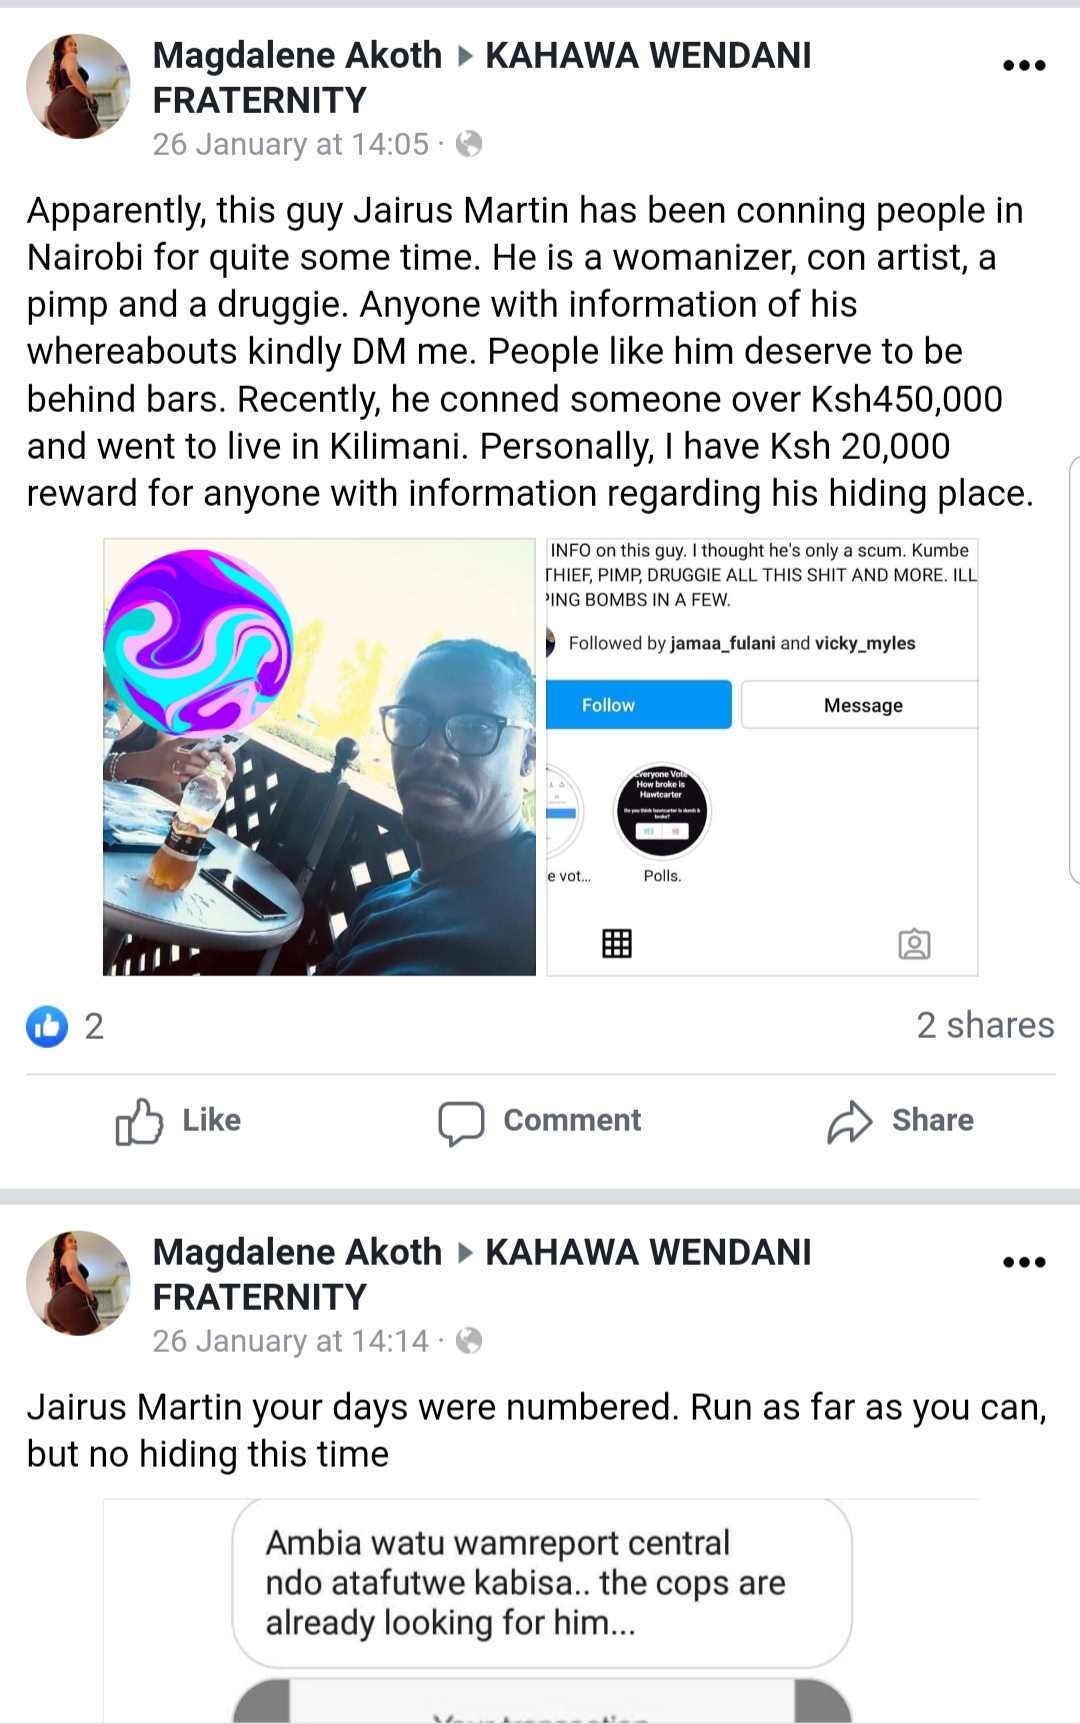 Magdalene Akoth ▸ KAHAWA WENDANI
FRATERNITY
26 January at 14:05 ·
Apparently, this guy Jairus Martin has been conning people in
Nairobi for quite some time. He is a womanizer, con artist, a
pimp and a druggie. Anyone with information of his
whereabouts kindly DM me. People like him deserve to be
behind bars. Recently, he conned someone over Ksh450,000
and went to live in Kilimani. Personally, I have Ksh 20,000
reward for anyone with information regarding his hiding place.
INFO on this guy. I thought he's only a scum. Kumbe
THIEF, PIMP, DRUGGIE ALL THIS SHIT AND MORE. ILL
PING BOMBS IN A FEW.
Followed by jamaa_fulani and vicky_myles
Follow
Message
Everyone Vote
How broke is
Hawtcarter
Do you think hawtcarter is dumb &
broke?
YES NO
e vot...
Polls.
2
2 shares
Like
Comment
Share
Magdalene Akoth ▸ KAHAWA WENDANI
FRATERNITY
26 January at 14:14 ·
Jairus Martin your days were numbered. Run as far as you can,
but no hiding this time
Ambia watu wamreport central
ndo atafutwe kabisa.. the cops are
already looking for him...
Your transaction